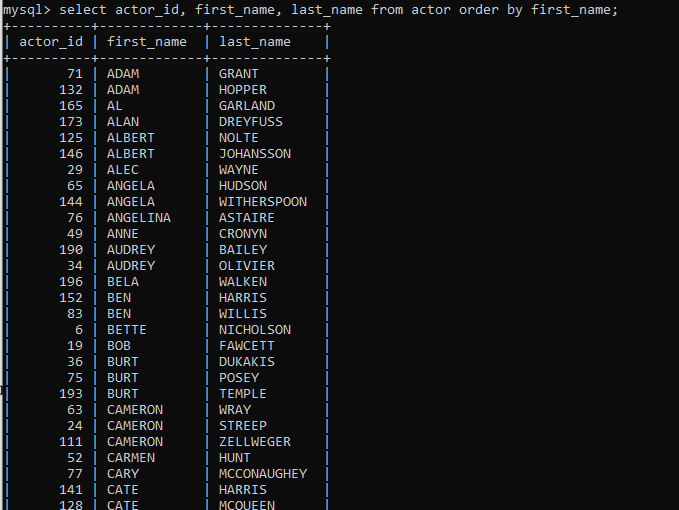 mysql> select actor_id, first_name, last_name from actor order by first_name;
+----------+-------------+--------------+
| actor_id | first_name  | last_name    |
+----------+-------------+--------------+
|       71 | ADAM        | GRANT        |
|      132 | ADAM        | HOPPER       |
|      165 | AL          | GARLAND      |
|      173 | ALAN        | DREYFUSS     |
|      125 | ALBERT      | NOLTE        |
|      146 | ALBERT      | JOHANSSON    |
|       29 | ALEC        | WAYNE        |
|       65 | ANGELA      | HUDSON       |
|      144 | ANGELA      | WITHERSPOON  |
|       76 | ANGELINA    | ASTAIRE      |
|       49 | ANNE        | CRONYN       |
|      190 | AUDREY      | BAILEY       |
|       34 | AUDREY      | OLIVIER      |
|      196 | BELA        | WALKEN       |
|      152 | BEN         | HARRIS       |
|       83 | BEN         | WILLIS       |
|        6 | BETTE       | NICHOLSON    |
|       19 | BOB         | FAWCETT      |
|       36 | BURT        | DUKAKIS      |
|       75 | BURT        | POSEY        |
|      193 | BURT        | TEMPLE       |
|       63 | CAMERON     | WRAY         |
|       24 | CAMERON     | STREEP       |
|      111 | CAMERON     | ZELLWEGER    |
|       52 | CARMEN      | HUNT         |
|       77 | CARY        | MCCONAUGHEY  |
|      141 | CATE        | HARRIS       |
|      128 | CATE        | MCQUEEN      |